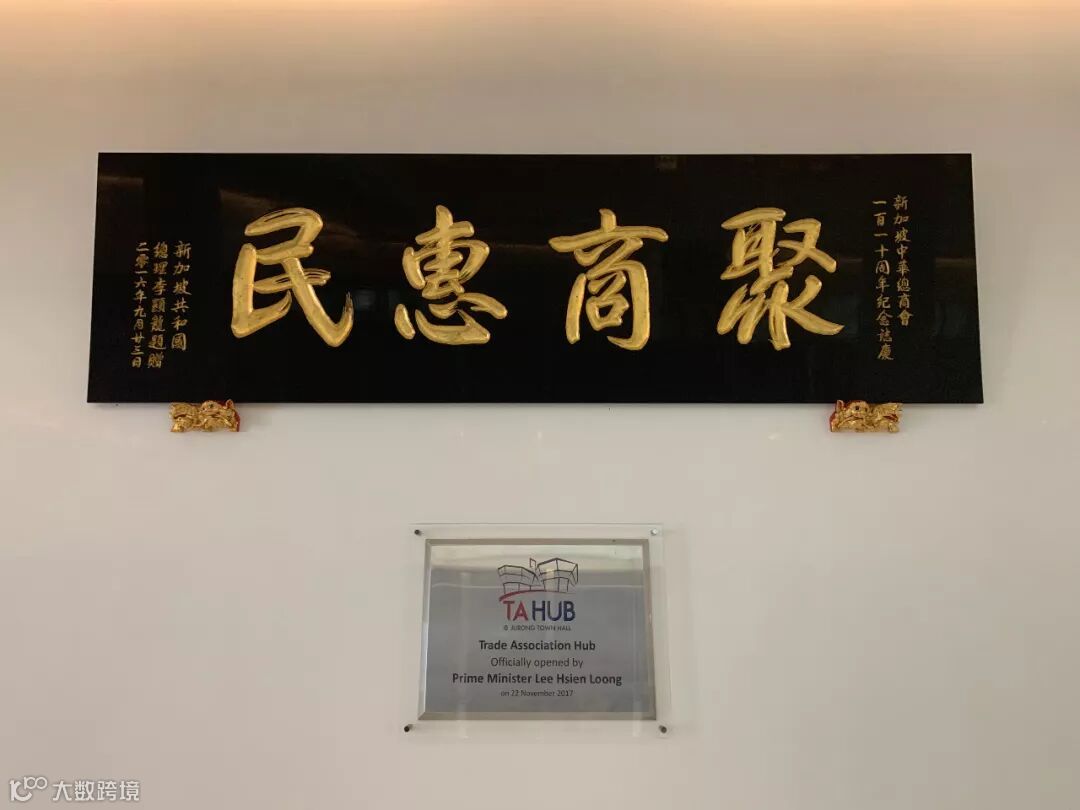 新加坡中華總商會
一百一十周年紀念誌慶
聚商惠民
新加坡共和國
總理李顯龍題贈
二零一六年九月廿三日
TA HUB
@ JURONG TOWN HALL
Trade Association Hub
Officially opened by
Prime Minister Lee Hsien Loong
on 22 November 2017
大数跨境